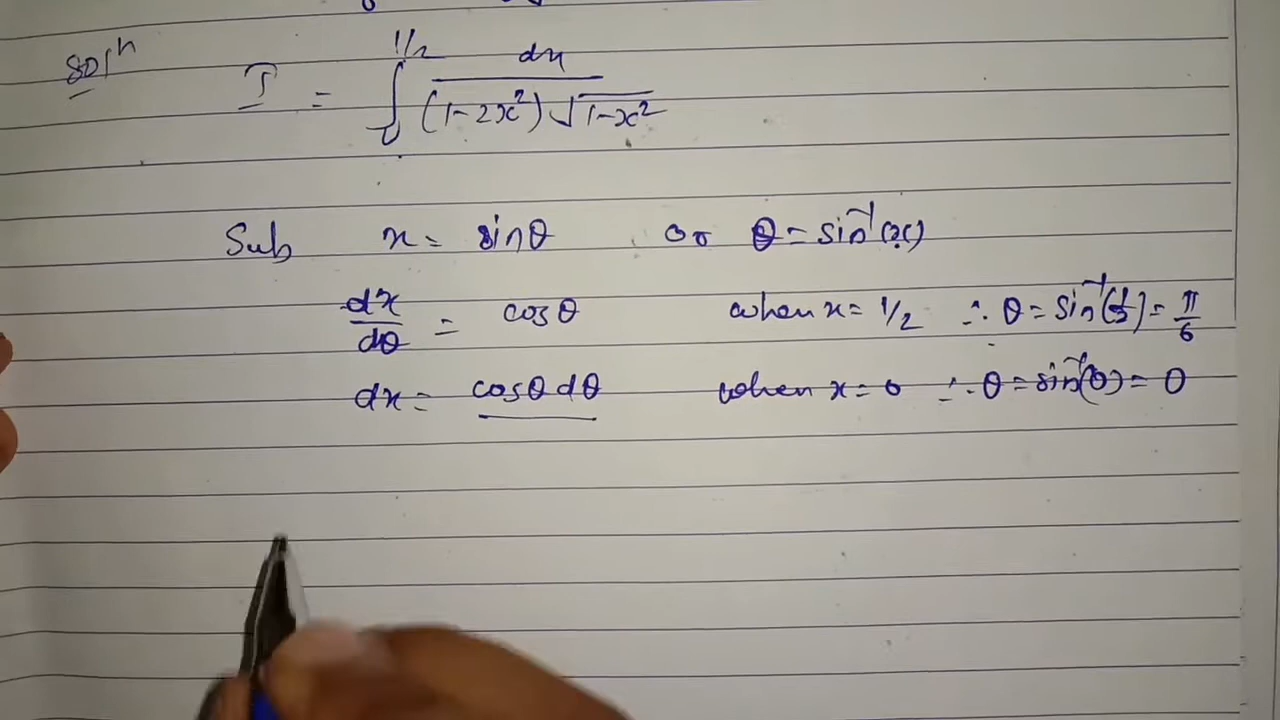 Solⁿ I = ∫₀^{1/2} dx / (1-2x²)√(1-x²)
Sub x = sinθ or θ = sin⁻¹(x)
dx/dθ = cosθ when x = 1/2 ∴ θ = sin⁻¹(1/2) = π/6
dx = cosθ dθ when x = 0 ∴ θ = sin⁻¹(0) = 0